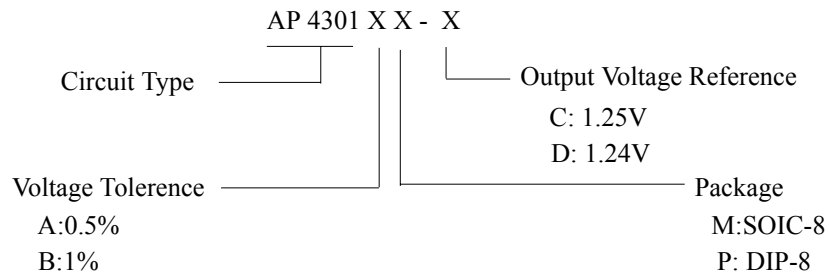 AP 4301 X X - X
Circuit Type
Output Voltage Reference
C: 1.25V
D: 1.24V
Voltage Tolerence
A:0.5%
B:1%
Package
M:SOIC-8
P: DIP-8